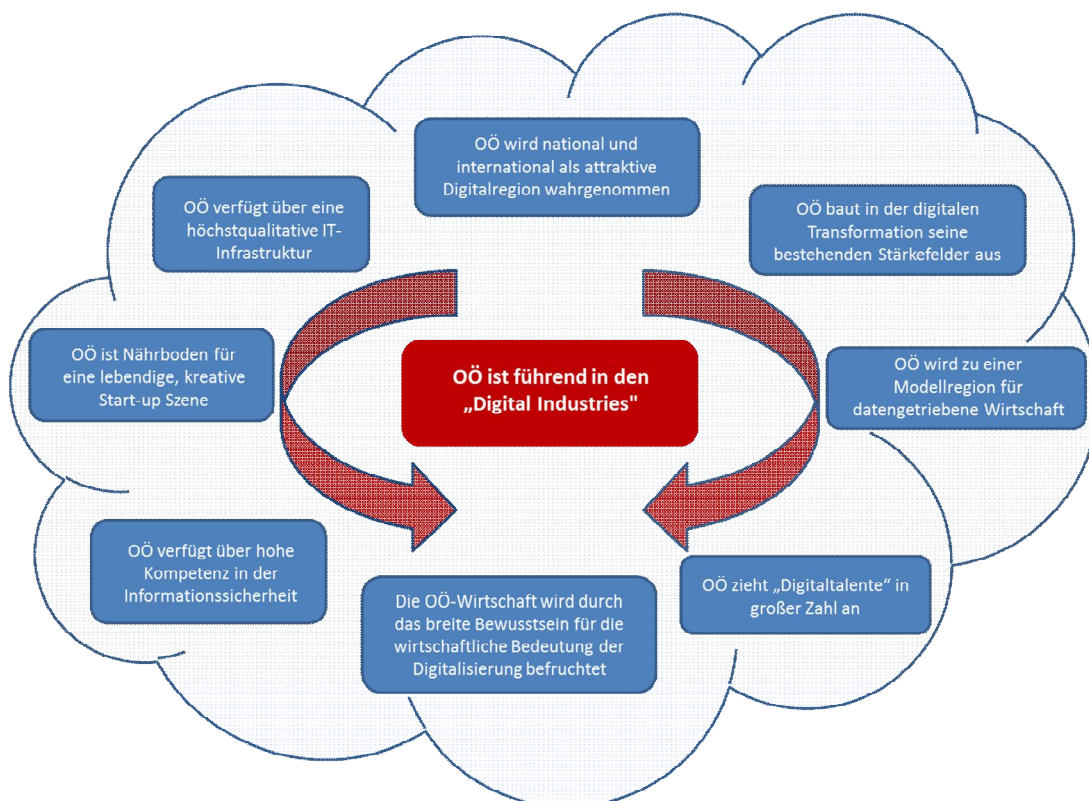 OÖ wird national und
international als attraktive
Digitalregion wahrgenommen
OÖ verfügt über eine
höchstqualitative IT-
Infrastruktur
OÖ baut in der digitalen
Transformation seine
bestehenden Stärkefelder aus
OÖ ist Nährboden für
eine lebendige, kreative
Start-up Szene
OÖ ist führend in den
„Digital Industries"
OÖ wird zu einer
Modellregion für
datengetriebene Wirtschaft
OÖ verfügt über hohe
Kompetenz in der
Informationssicherheit
Die OÖ-Wirtschaft wird durch
das breite Bewusstsein für die
wirtschaftliche Bedeutung der
Digitalisierung befruchtet
OÖ zieht „Digitaltalente“ in
großer Zahl an